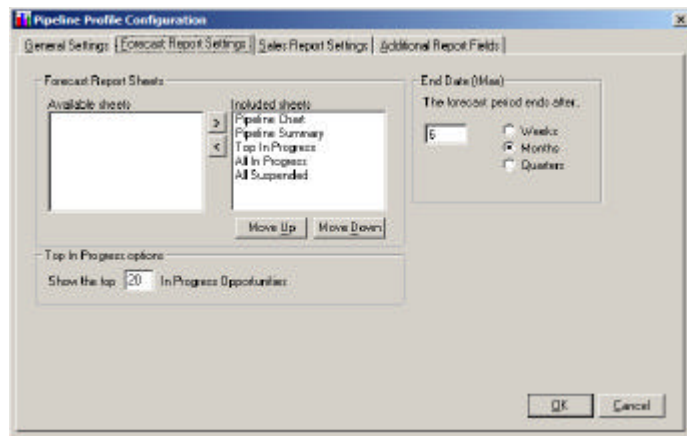 Pipeline Profile Configuration
General Settings Forecast Report Settings Sales Report Settings Additional Report Fields
Forecast Report Sheets
Available sheets
Included sheets
>
<
Pipeline Chart
Pipeline Summary
Top In Progress
All In Progress
All Suspended
Move Up Move Down
End Date (tMax)
The forecast period ends after:
6
Weeks
Months
Quarters
Top In Progress options
Show the top 20 In Progress Opportunities
OK Cancel